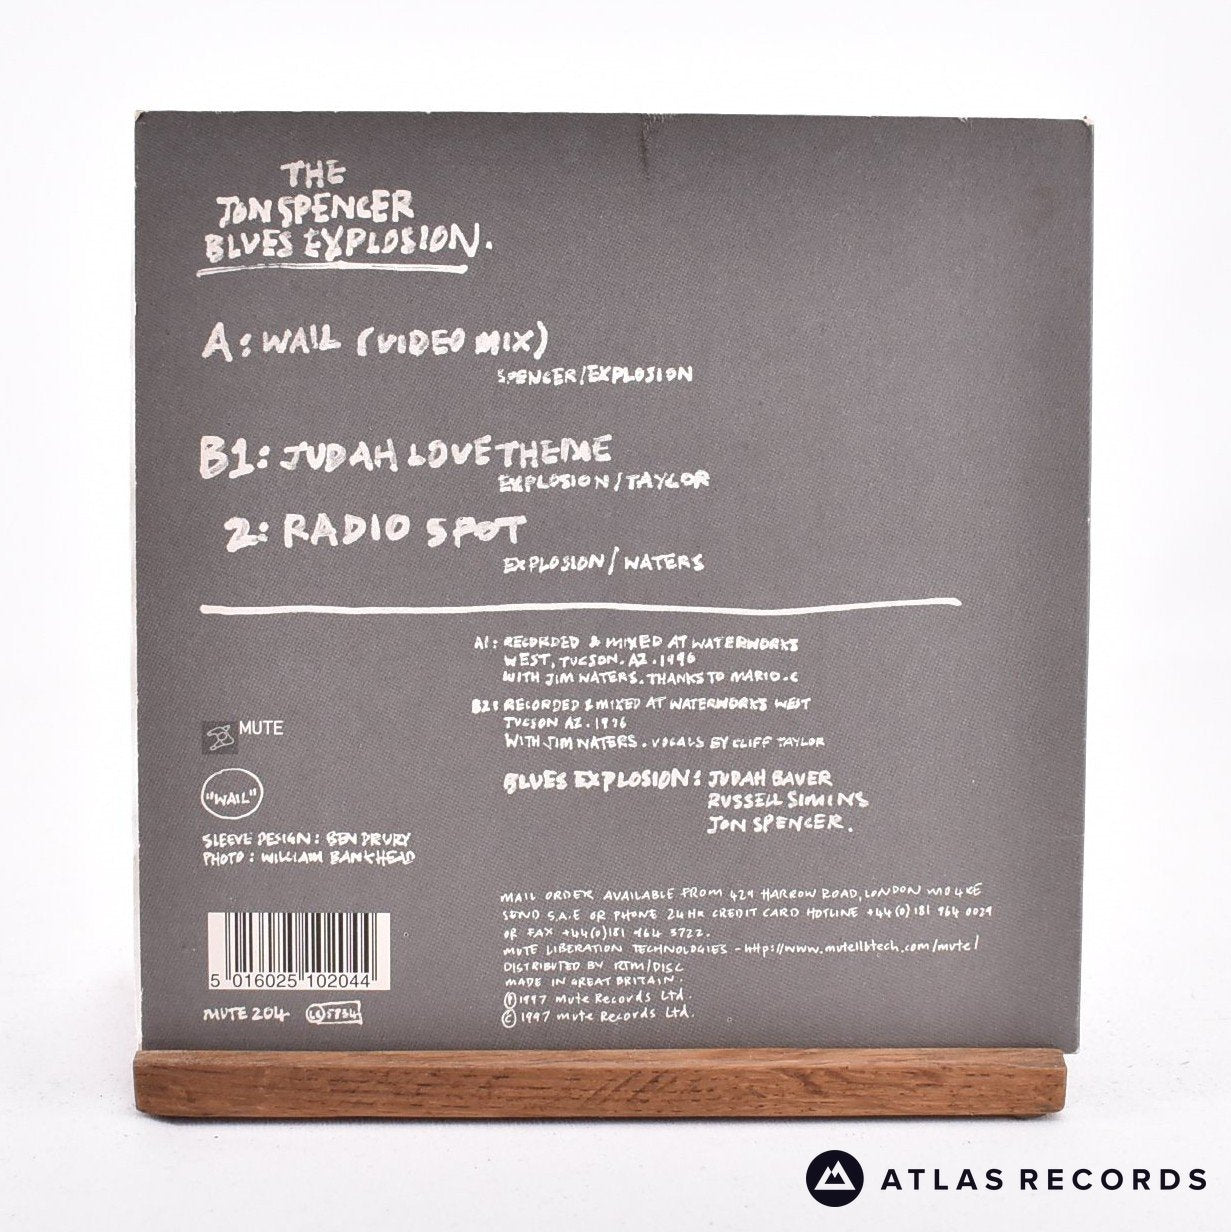 THE
JON SPENCER
BLUES EXPLOSION.
A: WAIL (VIDEO MIX)
SPENCER/EXPLOSION
B1: JUDAH LOVE THEME
EXPLOSION/TAYLOR
2: RADIO SPOT
EXPLOSION/WATERS
A1: RECORDED & MIXED AT WATERWORKS
WEST, TUCSON. AZ. 1996
WITH JIM WATERS. THANKS TO MARIO.C
B2: RECORDED & MIXED AT WATERWORKS WEST
TUCSON AZ. 1996
WITH JIM WATERS. VOCALS BY CLIFF TAYLOR
BLUES EXPLOSION: JUDAH BAUER
RUSSELL SIMINS
JON SPENCER.
MUTE
"WAIL"
SLEEVE DESIGN: BEN DRURY
PHOTO: WILLIAM BANKHEAD
MAIL ORDER AVAILABLE FROM 429 HARROW ROAD, LONDON W10 4RE
SEND S.A.E OR PHONE 24HR CREDIT CARD HOTLINE +44(0)181 964 0029
OR FAX +44(0)181 964 3722.
MUTE LIBERATION TECHNOLOGIES - http://www.mutelibtech.com/mute/
DISTRIBUTED BY RTM/DISC
MADE IN GREAT BRITAIN.
℗ 1997 Mute Records Ltd.
© 1997 Mute Records Ltd.
5 016025 102044
MUTE 204 LC 5834
ATLAS RECORDS